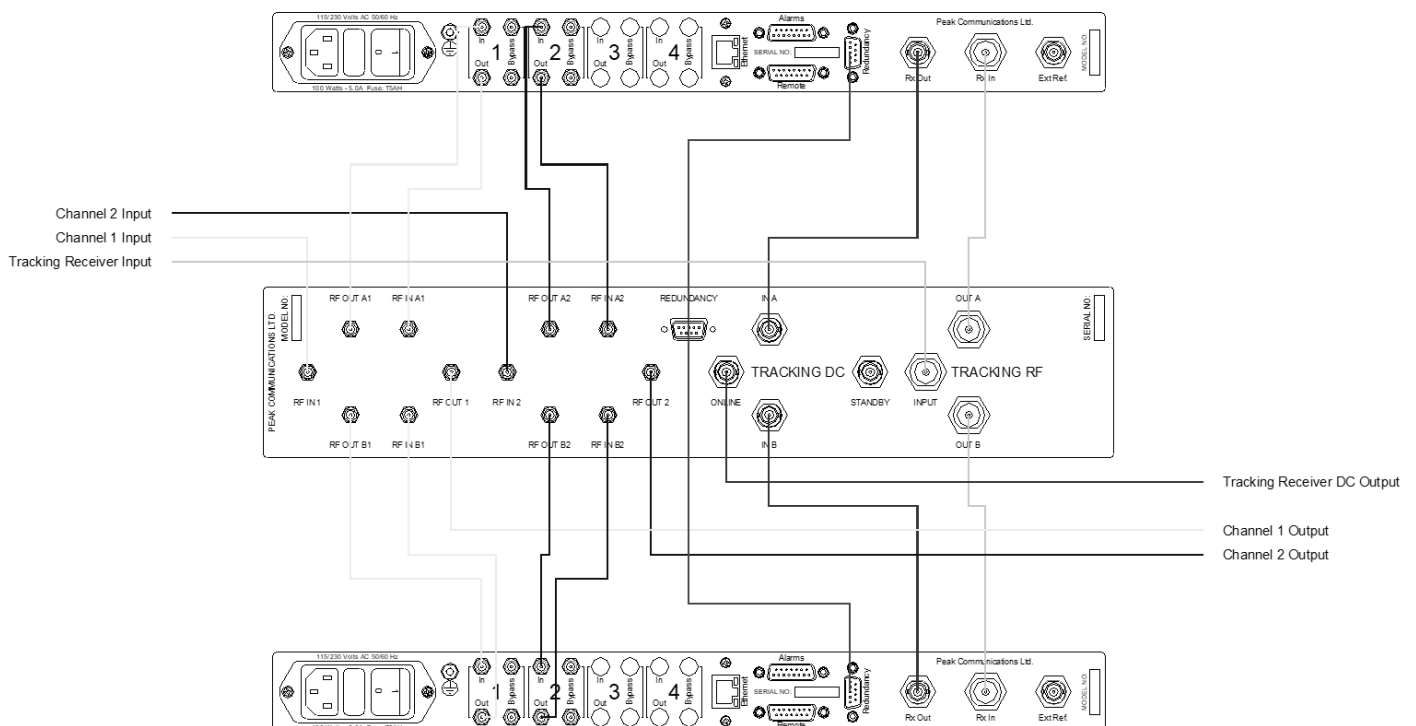 115/230 Volts AC 50/60 Hz
100 Watts - 5.0A Fuse: T5AH
In
Out
1
Bypass
In
Out
2
Bypass
In
Out
3
Bypass
In
Out
4
Bypass
Ethernet
Alarms
SERIAL NO:
Remote
Redundancy
Peak Communications Ltd.
Rx Out
Rx In
Ext Ref.
MODEL NO:
Channel 2 Input
Channel 1 Input
Tracking Receiver Input
PEAK COMMUNICATIONS LTD.
MODEL NO:
RF OUT A1
RF IN A1
RF OUT A2
RF IN A2
REDUNDANCY
IN A
OUT A
SERIAL NO:
TRACKING DC
TRACKING RF
RF IN 1
RF OUT 1
RF IN 2
RF OUT 2
ONLINE
STANDBY
INPUT
RF OUT B1
RF IN B1
RF OUT B2
RF IN B2
IN B
OUT B
Tracking Receiver DC Output
Channel 1 Output
Channel 2 Output
115/230 Volts AC 50/60 Hz
In
Out
1
Bypass
In
Out
2
Bypass
In
Out
3
Bypass
In
Out
4
Bypass
Ethernet
Alarms
SERIAL NO:
Remote
Redundancy
Peak Communications Ltd.
Rx Out
Rx In
Ext Ref.
MODEL NO: